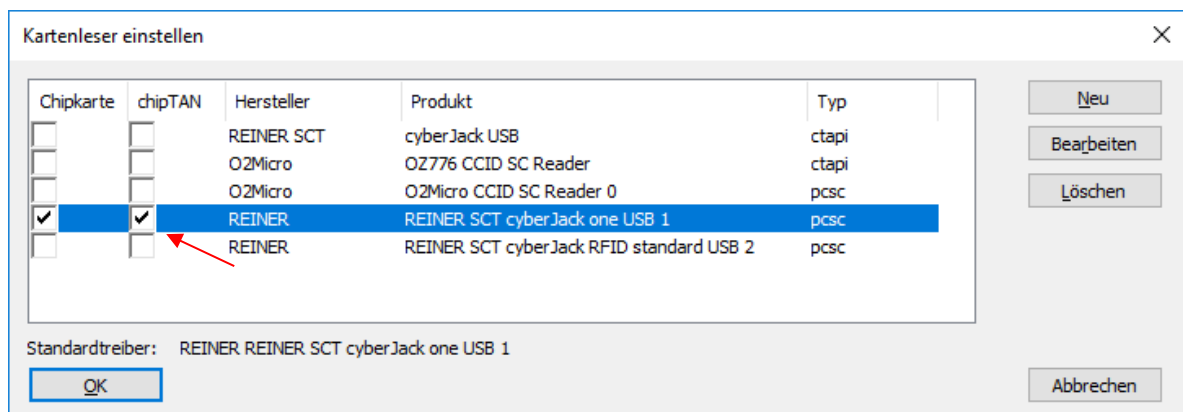 Kartenleser einstellen
Chipkarte chipTAN Hersteller Produkt Typ
REINER SCT cyberJack USB ctapi
O2Micro OZ776 CCID SC Reader ctapi
O2Micro O2Micro CCID SC Reader 0 pcsc
REINER REINER SCT cyberJack one USB 1 pcsc
REINER REINER SCT cyberJack RFID standard USB 2 pcsc
Neu
Bearbeiten
Löschen
Standardtreiber: REINER REINER SCT cyberJack one USB 1
OK
Abbrechen